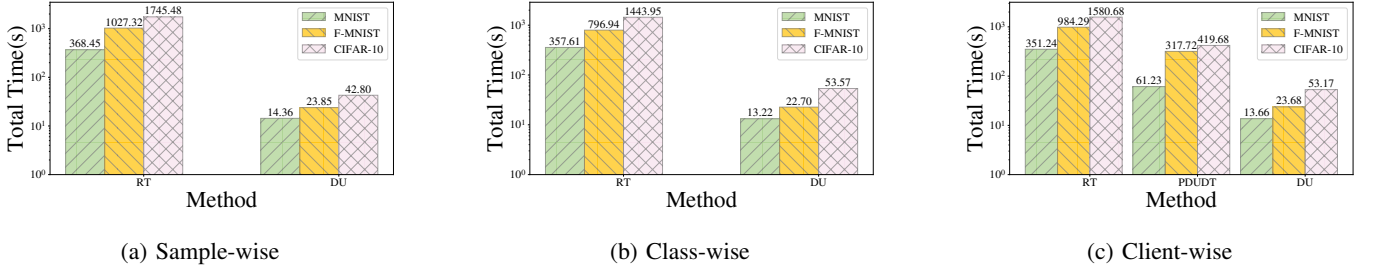 Total Time(s)
10³
10²
10¹
10⁰
368.45
1027.32
1745.48
14.36
23.85
42.80
MNIST
F-MNIST
CIFAR-10
RT
DU
Method
(a) Sample-wise
Total Time(s)
10³
10²
10¹
10⁰
357.61
796.94
1443.95
13.22
22.70
53.57
MNIST
F-MNIST
CIFAR-10
RT
DU
Method
(b) Class-wise
Total Time(s)
10³
10²
10¹
10⁰
351.24
984.29
1580.68
61.23
317.72
419.68
13.66
23.68
53.17
MNIST
F-MNIST
CIFAR-10
RT
PDUDT
DU
Method
(c) Client-wise